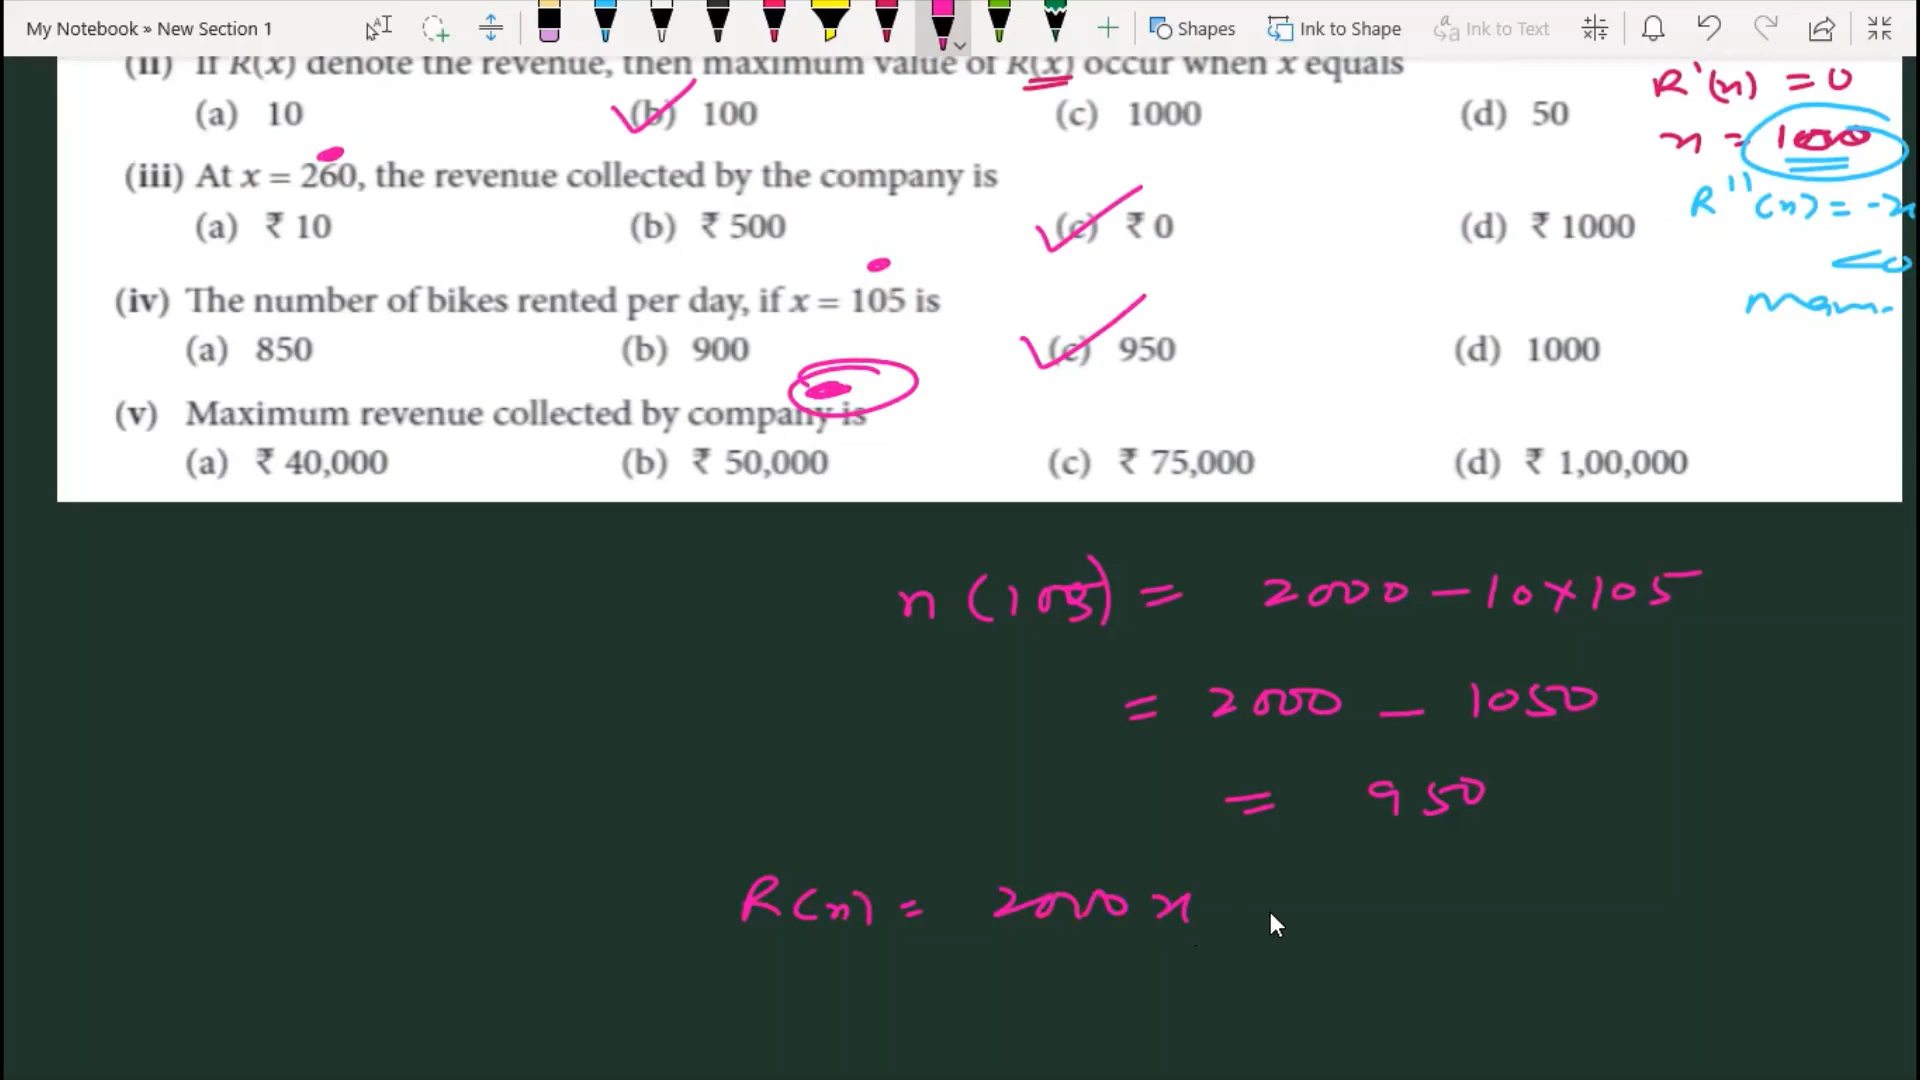 My Notebook » New Section 1
Shapes
Ink to Shape
Ink to Text
(ii) If R(x) denote the revenue, then maximum value of R(x) occur when x equals
(a) 10 (b) 100 (c) 1000 (d) 50
(iii) At x = 260, the revenue collected by the company is
(a) ₹ 10 (b) ₹ 500 (c) ₹ 0 (d) ₹ 1000
(iv) The number of bikes rented per day, if x = 105 is
(a) 850 (b) 900 (c) 950 (d) 1000
(v) Maximum revenue collected by company is
(a) ₹ 40,000 (b) ₹ 50,000 (c) ₹ 75,000 (d) ₹ 1,00,000
R'(x) = 0
x =
R''(x) = -2
<0
n (105) = 2000 - 10 × 105
= 2000 - 1050
= 950
R(x) = 2000 x